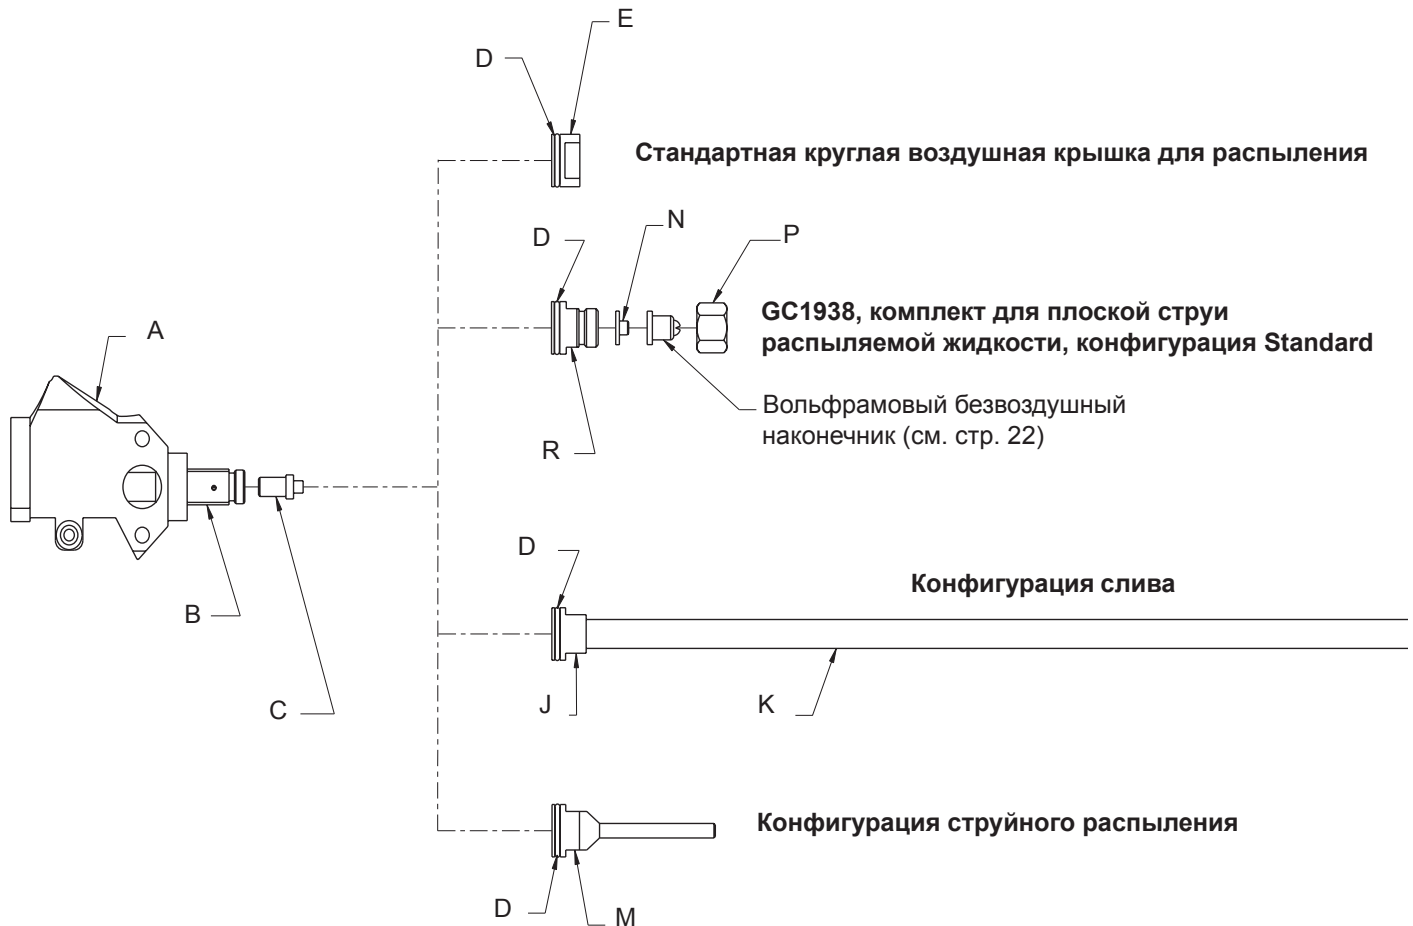 E
D
Стандартная круглая воздушная крышка для распыления
N
D
P
GC1938, комплект для плоской струи
распыляемой жидкости, конфигурация Standard
A
Вольфрамовый безвоздушный
наконечник (см. стр. 22)
R
D
Конфигурация слива
B
C
J
K
Конфигурация струйного распыления
D
M